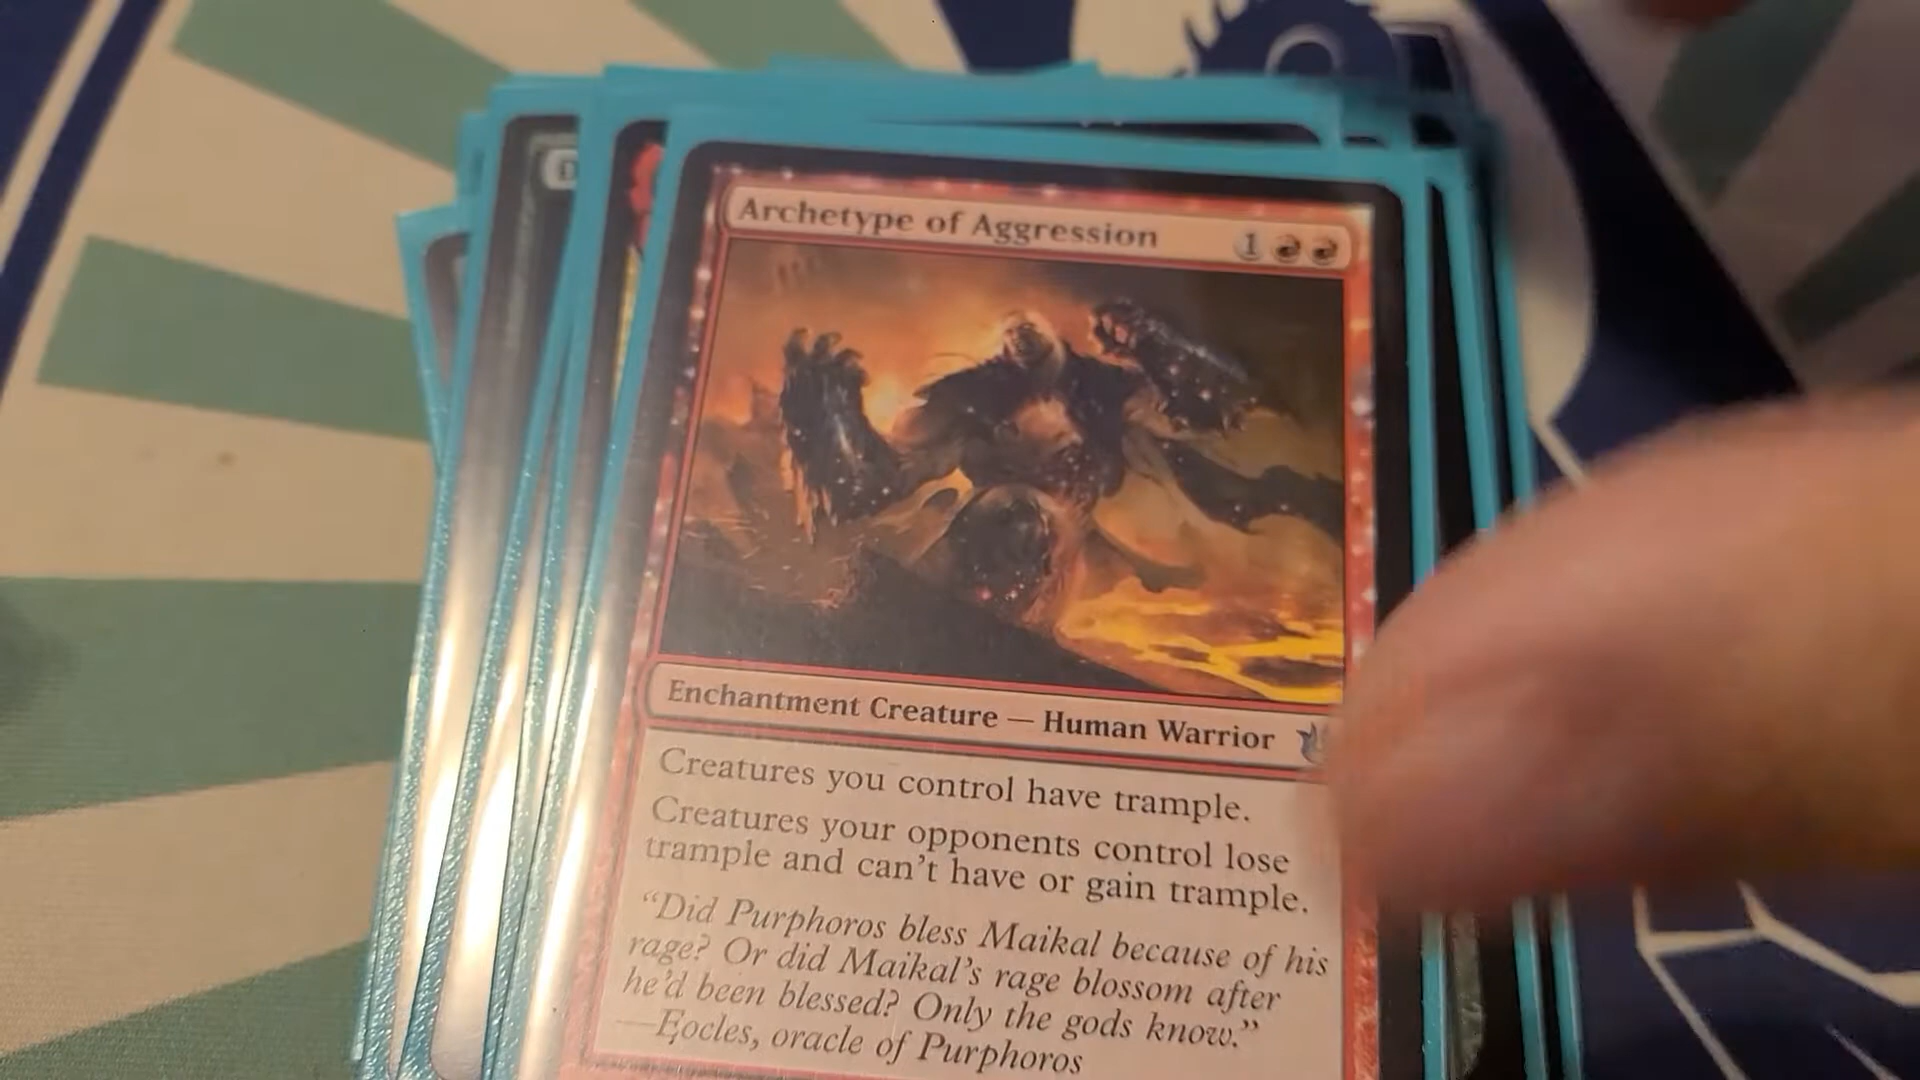 Archetype of Aggression 1
Enchantment Creature — Human Warrior
Creatures you control have trample.
Creatures your opponents control lose
trample and can't have or gain trample.
"Did Purphoros bless Maikal because of his
rage? Or did Maikal's rage blossom after
he'd been blessed? Only the gods know."
—Eocles, oracle of Purphoros